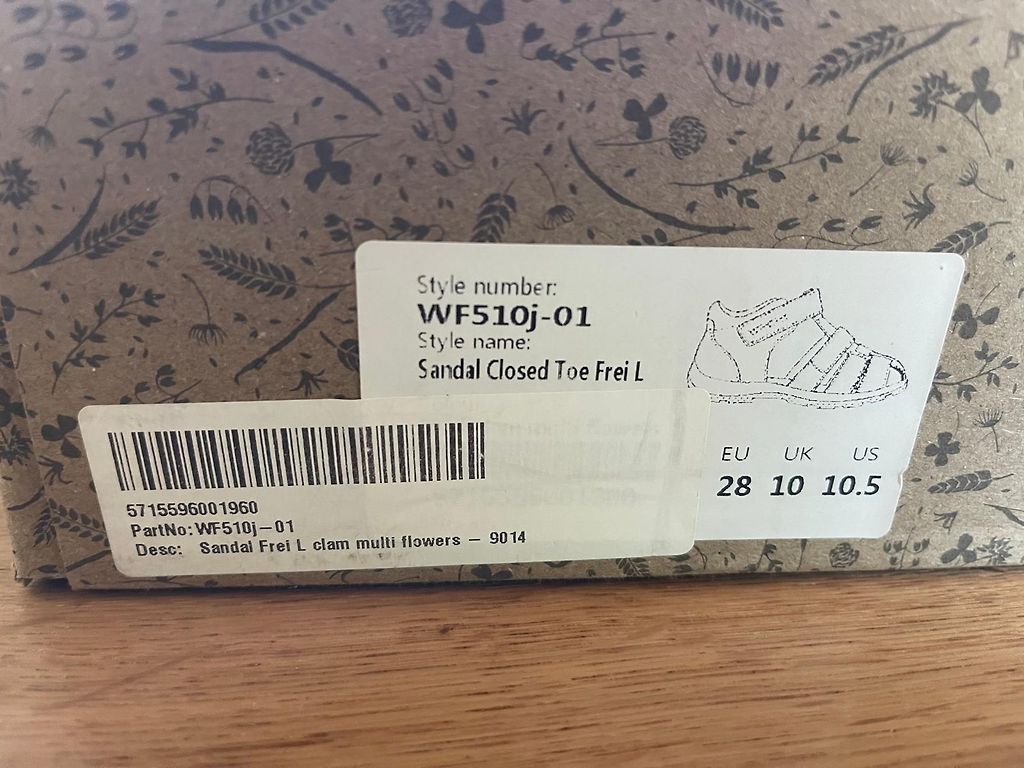 Style number:
WF510j-01
Style name:
Sandal Closed Toe Frei L
EU UK US
28 10 10.5
5715596001960
PartNo: WF510j-01
Desc: Sandal Frei L clam multi flowers - 9014